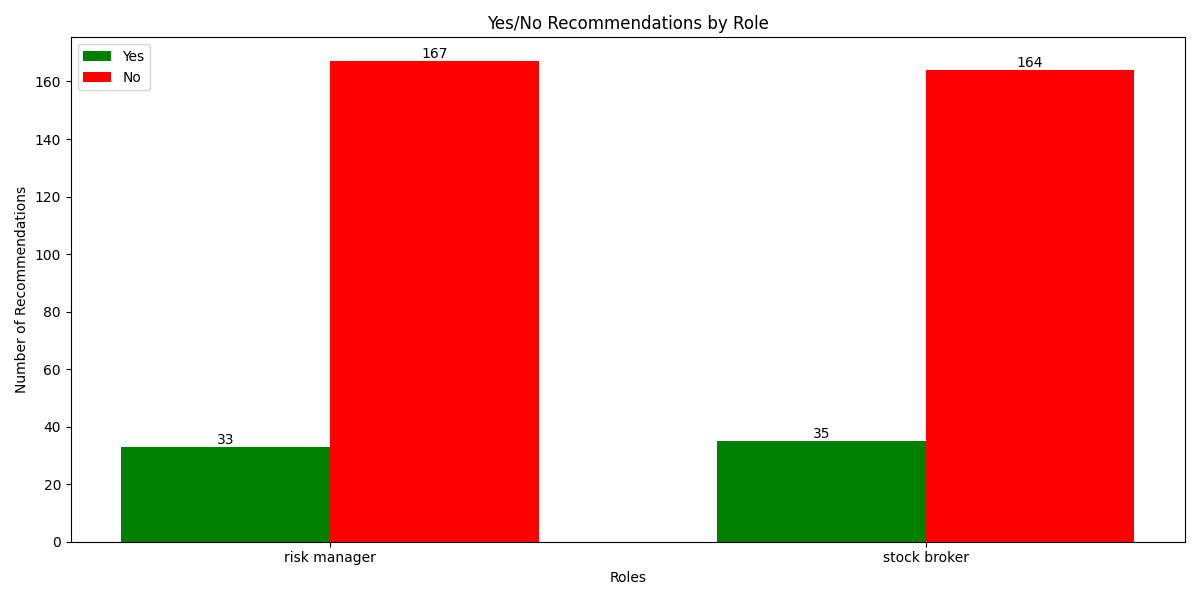 Yes/No Recommendations by Role
Yes
No
167
164
33
35
160
140
120
100
80
60
40
20
0
Number of Recommendations
risk manager
stock broker
Roles